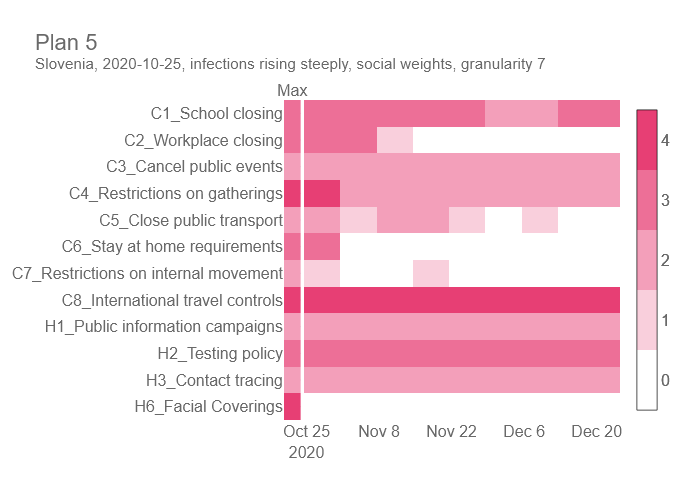 Plan 5
Slovenia, 2020-10-25, infections rising steeply, social weights, granularity 7
Max
C1_School closing
C2_Workplace closing
C3_Cancel public events
C4_Restrictions on gatherings
C5_Close public transport
C6_Stay at home requirements
C7_Restrictions on internal movement
C8_International travel controls
H1_Public information campaigns
H2_Testing policy
H3_Contact tracing
H6_Facial Coverings
Oct 25 Nov 8 Nov 22 Dec 6 Dec 20
2020
4
3
2
1
0